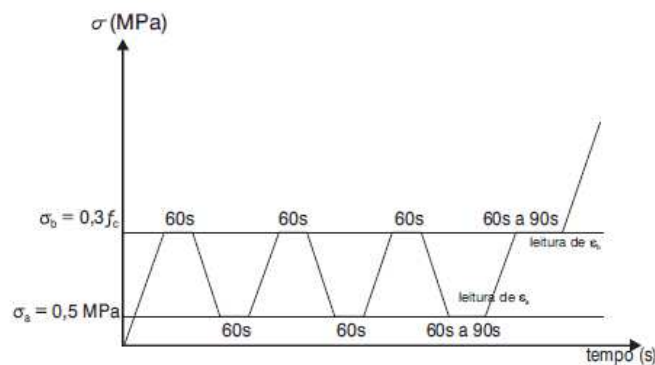 σ (MPa)
σb = 0,3 fc
60s 60s 60s 60s a 90s
leitura de εb
leitura de εa
σa = 0,5 MPa
60s 60s 60s a 90s
tempo (s)